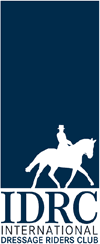 IDRC
INTERNATIONAL
DRESSAGE RIDERS CLUB